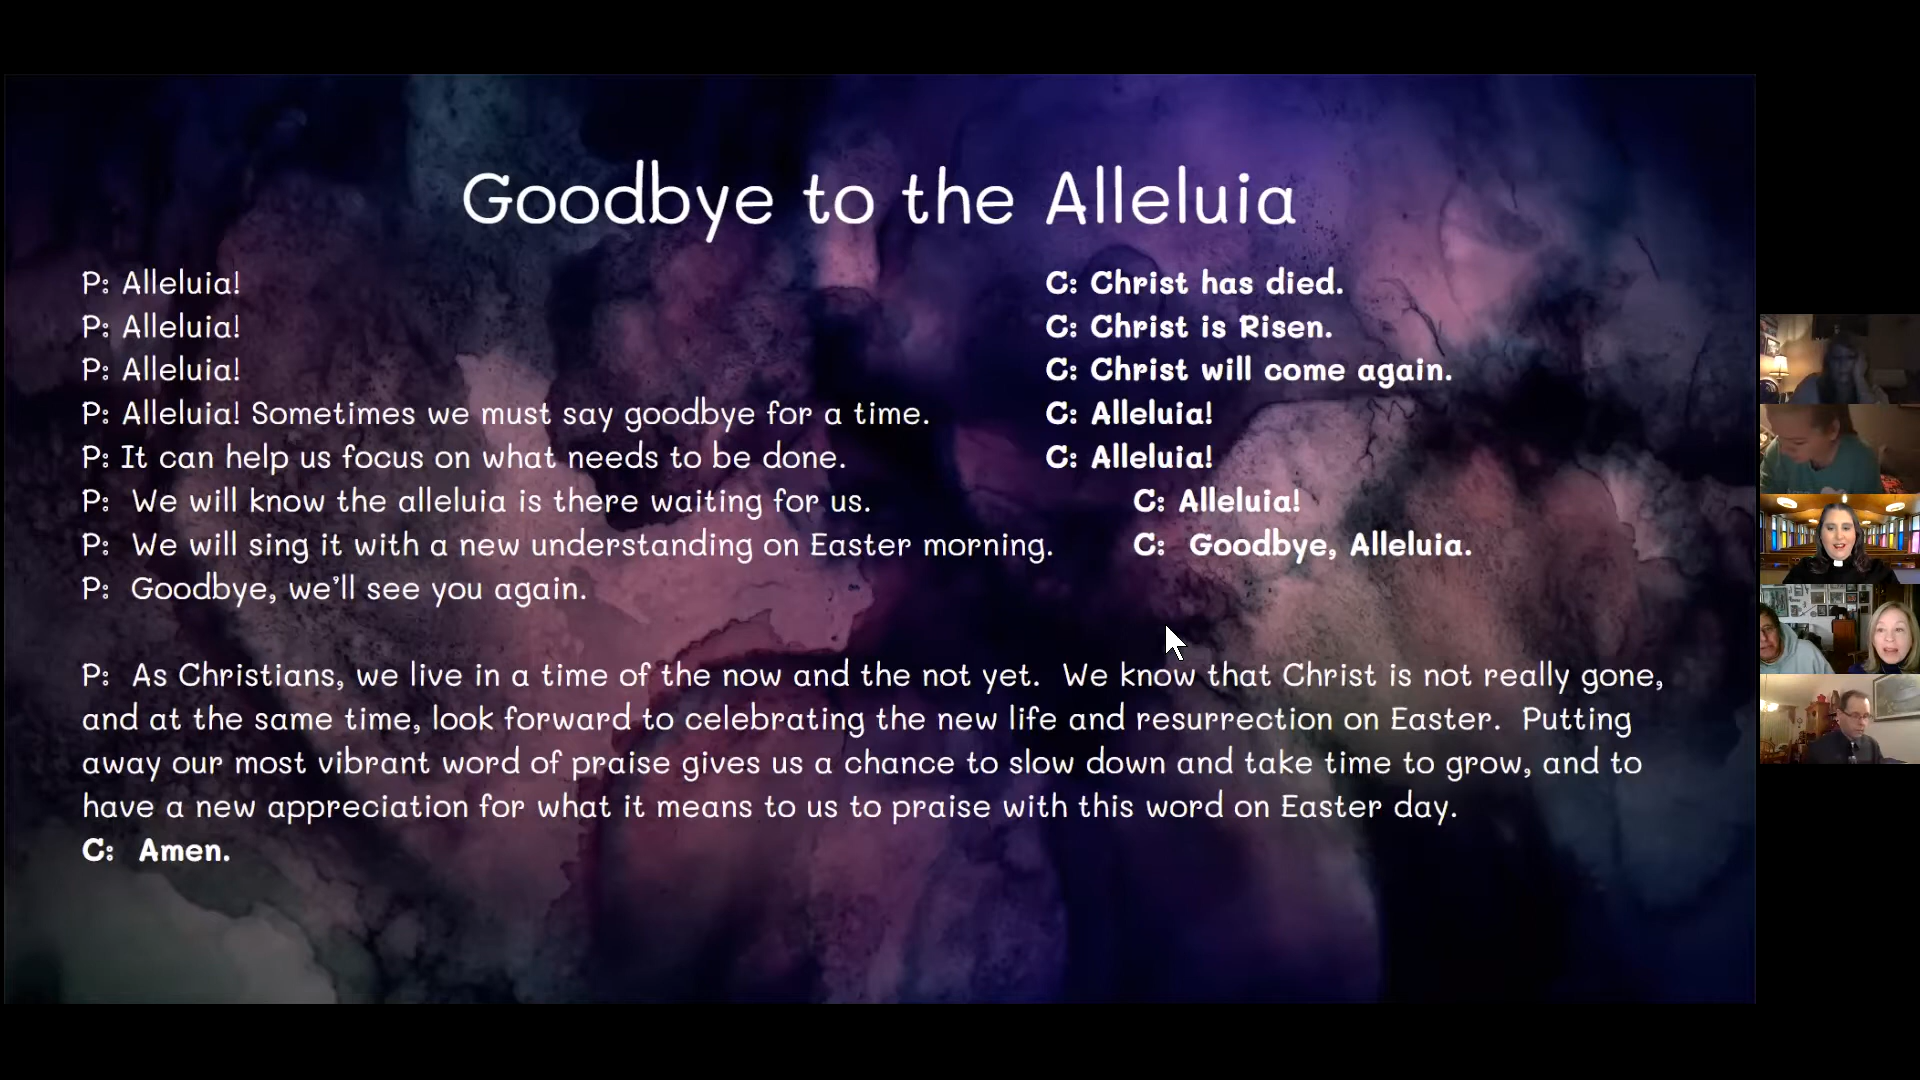 Goodbye to the Alleluia
P: Alleluia! C: Christ has died.
P: Alleluia! C: Christ is Risen.
P: Alleluia! C: Christ will come again.
P: Alleluia! Sometimes we must say goodbye for a time. C: Alleluia!
P: It can help us focus on what needs to be done. C: Alleluia!
P: We will know the alleluia is there waiting for us. C: Alleluia!
P: We will sing it with a new understanding on Easter morning. C: Goodbye, Alleluia.
P: Goodbye, we’ll see you again.
P: As Christians, we live in a time of the now and the not yet. We know that Christ is not really gone,
and at the same time, look forward to celebrating the new life and resurrection on Easter. Putting
away our most vibrant word of praise gives us a chance to slow down and take time to grow, and to
have a new appreciation for what it means to us to praise with this word on Easter day.
C: Amen.